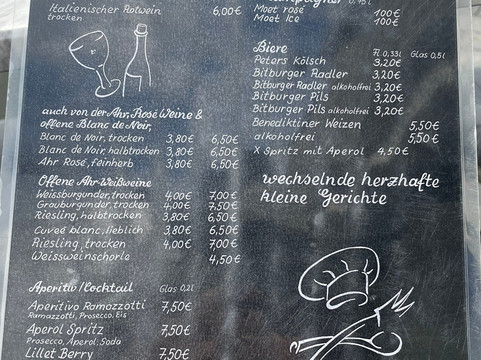 Italienischer Rotwein 6,00€
trocken
auch von der Ahr, Rosé Weine &
offene Blanc de Noir,
Blanc de Noir, trocken 3,80€ 6,50€
Blanc de Noir, halbtrocken 3,80€ 6,50€
Ahr Rosé, feinherb 3,80€ 6,50€
Offene Ahr-Weißweine
Weissburgunder, trocken 4,00€ 7,00€
Grauburgunder, trocken 4,00€ 7,50€
Riesling, halbtrocken 3,80€ 6,50€
Cuveé blanc, lieblich 3,80€ 6,50€
Riesling, trocken 4,00€ 7,00€
Weissweinschorle 4,50€
Aperitiv/Cocktail Glas 0,2l
Aperitivo Ramazzotti 7,50€
Ramazzotti, Prosecco, Eis
Aperol Spritz 7,50€
Prosecco, Aperol, Soda
Lillet Berry 7,50€
Moet rosé 100€
Moet Ice 100€
Biere Fl. 0,33l Glas 0,5l
Peters kölsch 3,20€
Bitburger Radler 3,20€
Bitburger Radler alkoholfrei 3,20€
Bitburger Pils 3,20€
Bitburger Pils alkoholfrei 3,20€
Benediktiner Weizen 5,50€
alkoholfrei 5,50€
X Spritz mit Aperol 4,50€
wechselnde herzhafte
kleine Gerichte